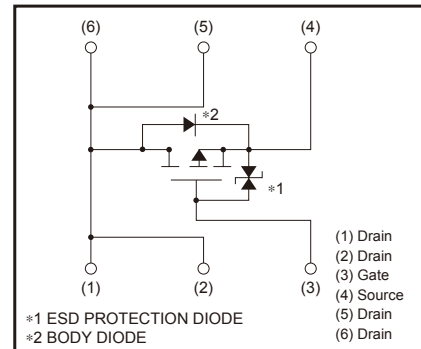 (6) (5) (4)
∗2
∗1
(1) Drain
(2) Drain
(3) Gate
(4) Source
(5) Drain
(6) Drain
(1) (2) (3)
∗1 ESD PROTECTION DIODE
∗2 BODY DIODE